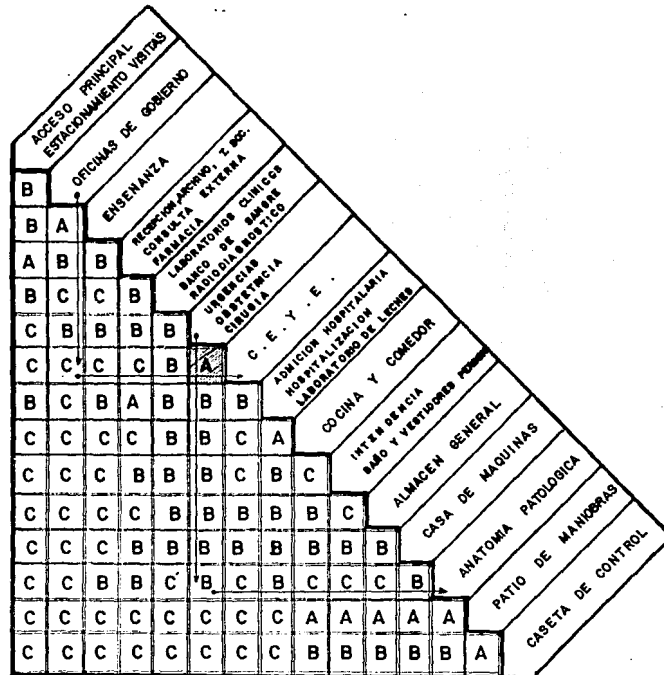 ACCESO PRINCIPAL
ESTACIONAMIENTO VISITAS
OFICINAS DE GOBIERNO
ENSEÑANZA
RECEPCION, ARCHIVO, T. SOC.
CONSULTA EXTERNA
FARMACIA
LABORATORIOS CLINICOS
BANCO DE SANGRE
RADIODIAGNOSTICO
URGENCIAS
OBSTETRICIA
CIRUGIA
C.E.Y.E.
ADMICION HOSPITALARIA
HOSPITALIZACION
LABORATORIO DE LECHES
COCINA Y COMEDOR
INTENDENCIA
BAÑO Y VESTIDORES
ALMACEN GENERAL
CASA DE MAQUINAS
ANATOMIA PATOLOGICA
PATIO DE MANIOBRAS
CASETA DE CONTROL
B
B A
A B B
B C C B
C B B B B
C C C C B A
B C B A B B B
C C C C B B C A
C C C B B B C B C
C C C C B B B B B C
C C C B B B B B B B B
C C B B C B C B C C C B
C C C C C C C C A A A A A
C C C C C C C C B B B B B A